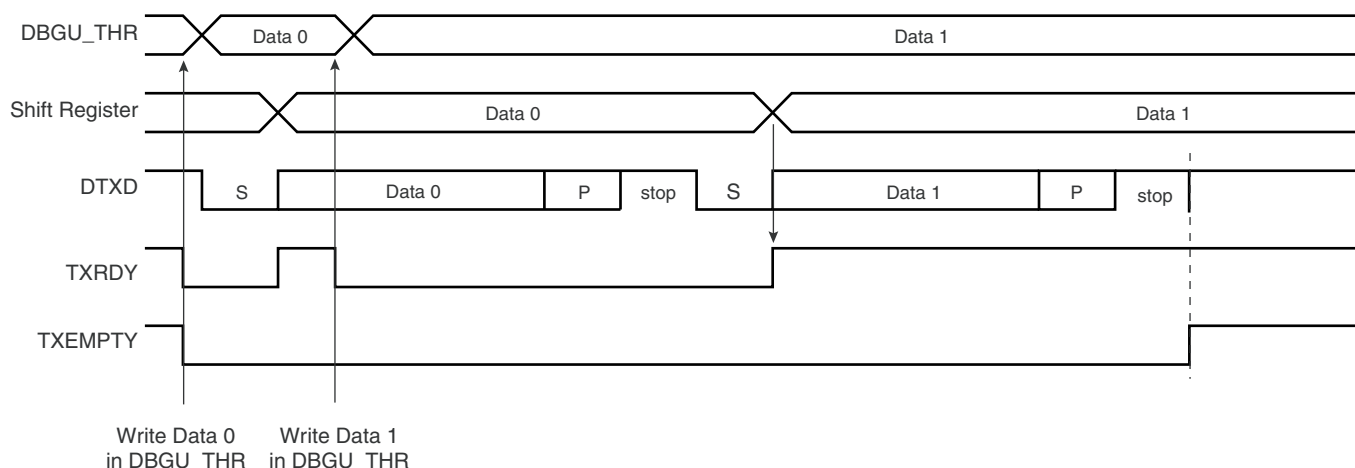 DBGU_THR
Data 0
Data 1
Shift Register
Data 0
Data 1
DTXD
S
Data 0
P
stop
S
Data 1
P
stop
TXRDY
TXEMPTY
Write Data 0
in DBGU_THR
Write Data 1
in DBGU_THR